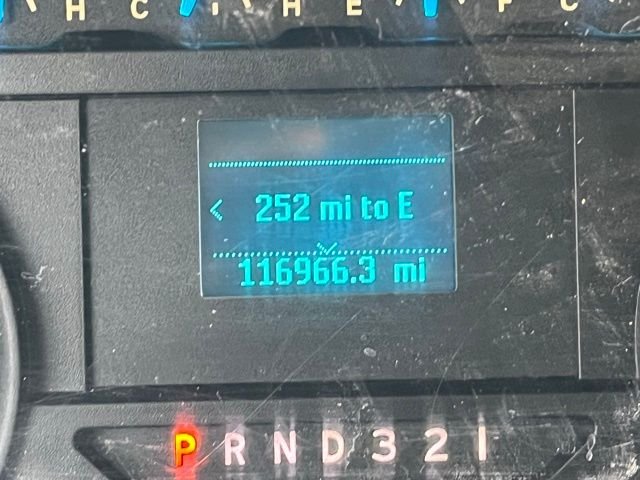 H C H E F C
< 252 mi to E
116966.3 mi
P R N D 3 2 1